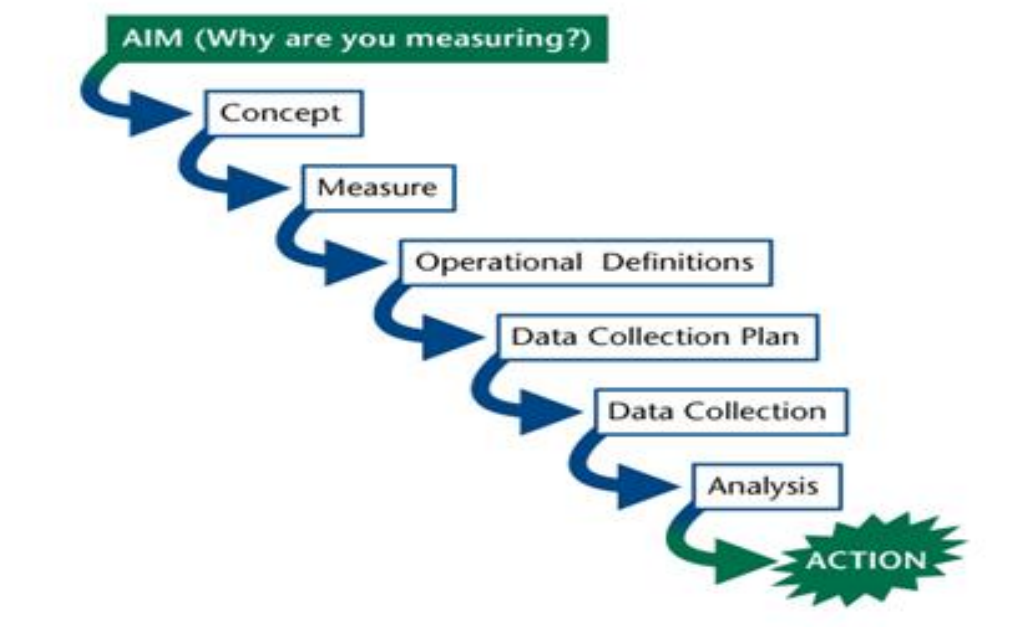 AIM (Why are you measuring?)
Concept
Measure
Operational Definitions
Data Collection Plan
Data Collection
Analysis
ACTION